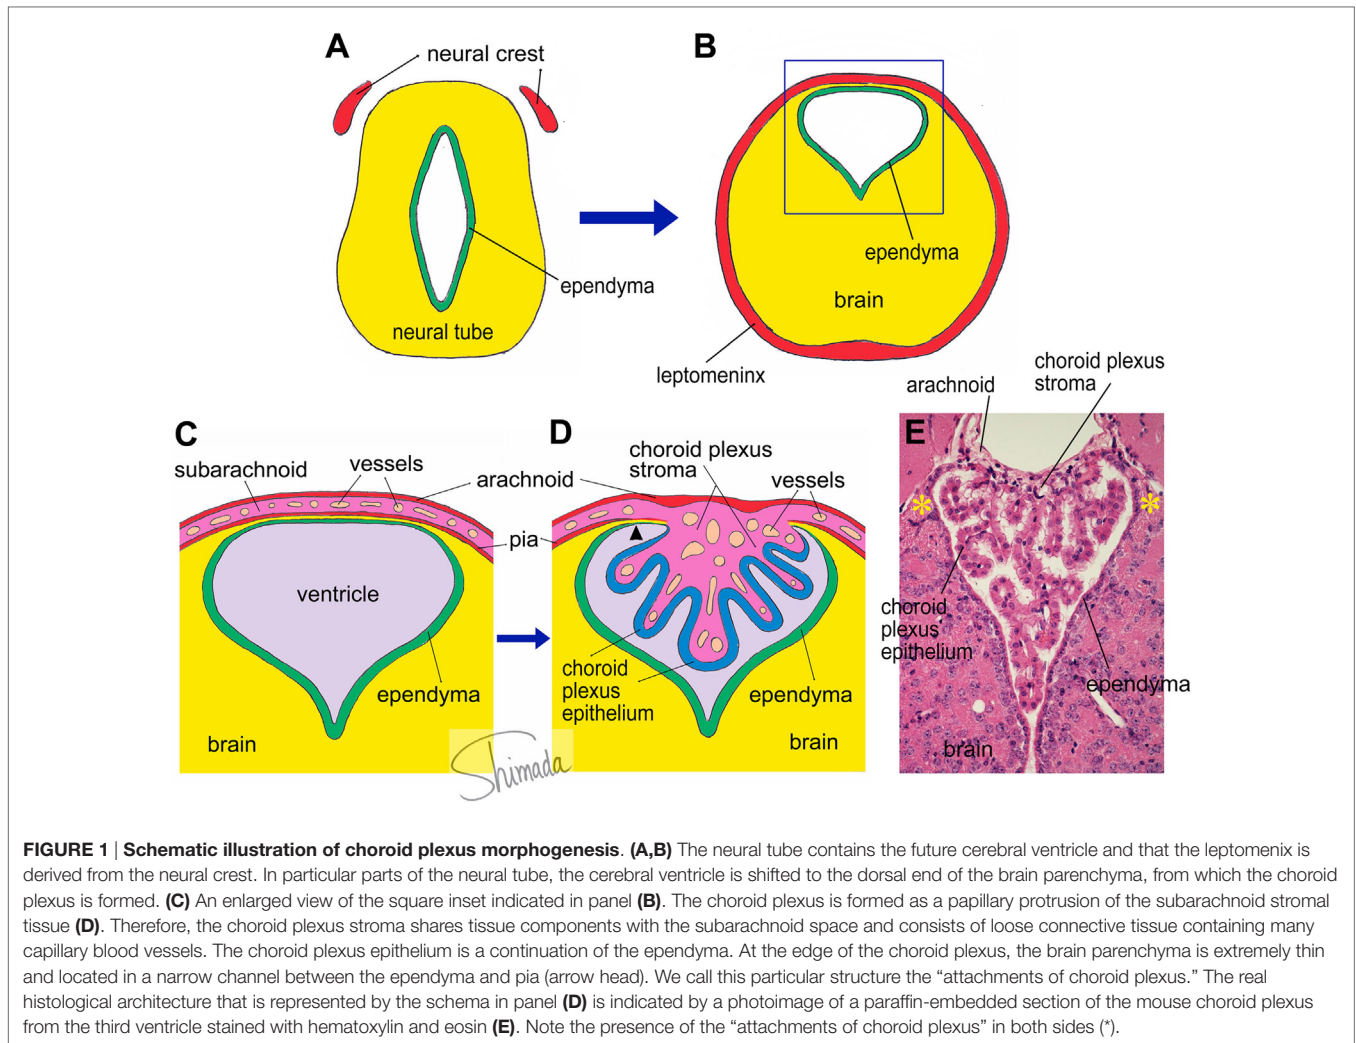 A
neural crest
ependyma
neural tube
B
ependyma
brain
leptomeninx
C
subarachnoid
vessels
arachnoid
pia
ventricle
ependyma
brain
D
choroid plexus
stroma
vessels
choroid
plexus
epithelium
ependyma
brain
Shimada
E
arachnoid
choroid plexus
stroma
*
*
choroid
plexus
epithelium
ependyma
brain
FIGURE 1 | Schematic illustration of choroid plexus morphogenesis. (A,B) The neural tube contains the future cerebral ventricle and that the leptomenix is
derived from the neural crest. In particular parts of the neural tube, the cerebral ventricle is shifted to the dorsal end of the brain parenchyma, from which the choroid
plexus is formed. (C) An enlarged view of the square inset indicated in panel (B). The choroid plexus is formed as a papillary protrusion of the subarachnoid stromal
tissue (D). Therefore, the choroid plexus stroma shares tissue components with the subarachnoid space and consists of loose connective tissue containing many
capillary blood vessels. The choroid plexus epithelium is a continuation of the ependyma. At the edge of the choroid plexus, the brain parenchyma is extremely thin
and located in a narrow channel between the ependyma and pia (arrow head). We call this particular structure the “attachments of choroid plexus.” The real
histological architecture that is represented by the schema in panel (D) is indicated by a photoimage of a paraffin-embedded section of the mouse choroid plexus
from the third ventricle stained with hematoxylin and eosin (E). Note the presence of the “attachments of choroid plexus” in both sides (*).